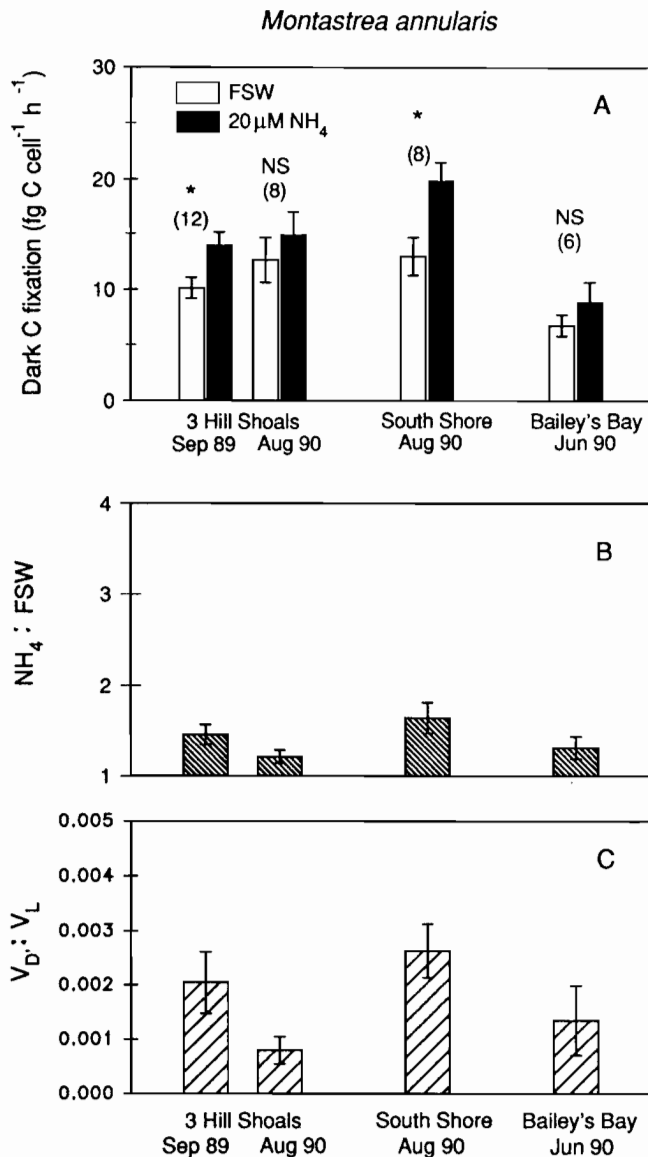 Montastrea annularis
A
FSW
20 μM NH4
Dark C fixation (fg C cell-1 h-1)
30
20
10
0
*
(12)
NS
(8)
*
(8)
NS
(6)
3 Hill Shoals
Sep 89 Aug 90
South Shore
Aug 90
Bailey's Bay
Jun 90
B
NH4 : FSW
4
3
2
1
C
VD' : VL
0.005
0.004
0.003
0.002
0.001
0.000
3 Hill Shoals
Sep 89 Aug 90
South Shore
Aug 90
Bailey's Bay
Jun 90